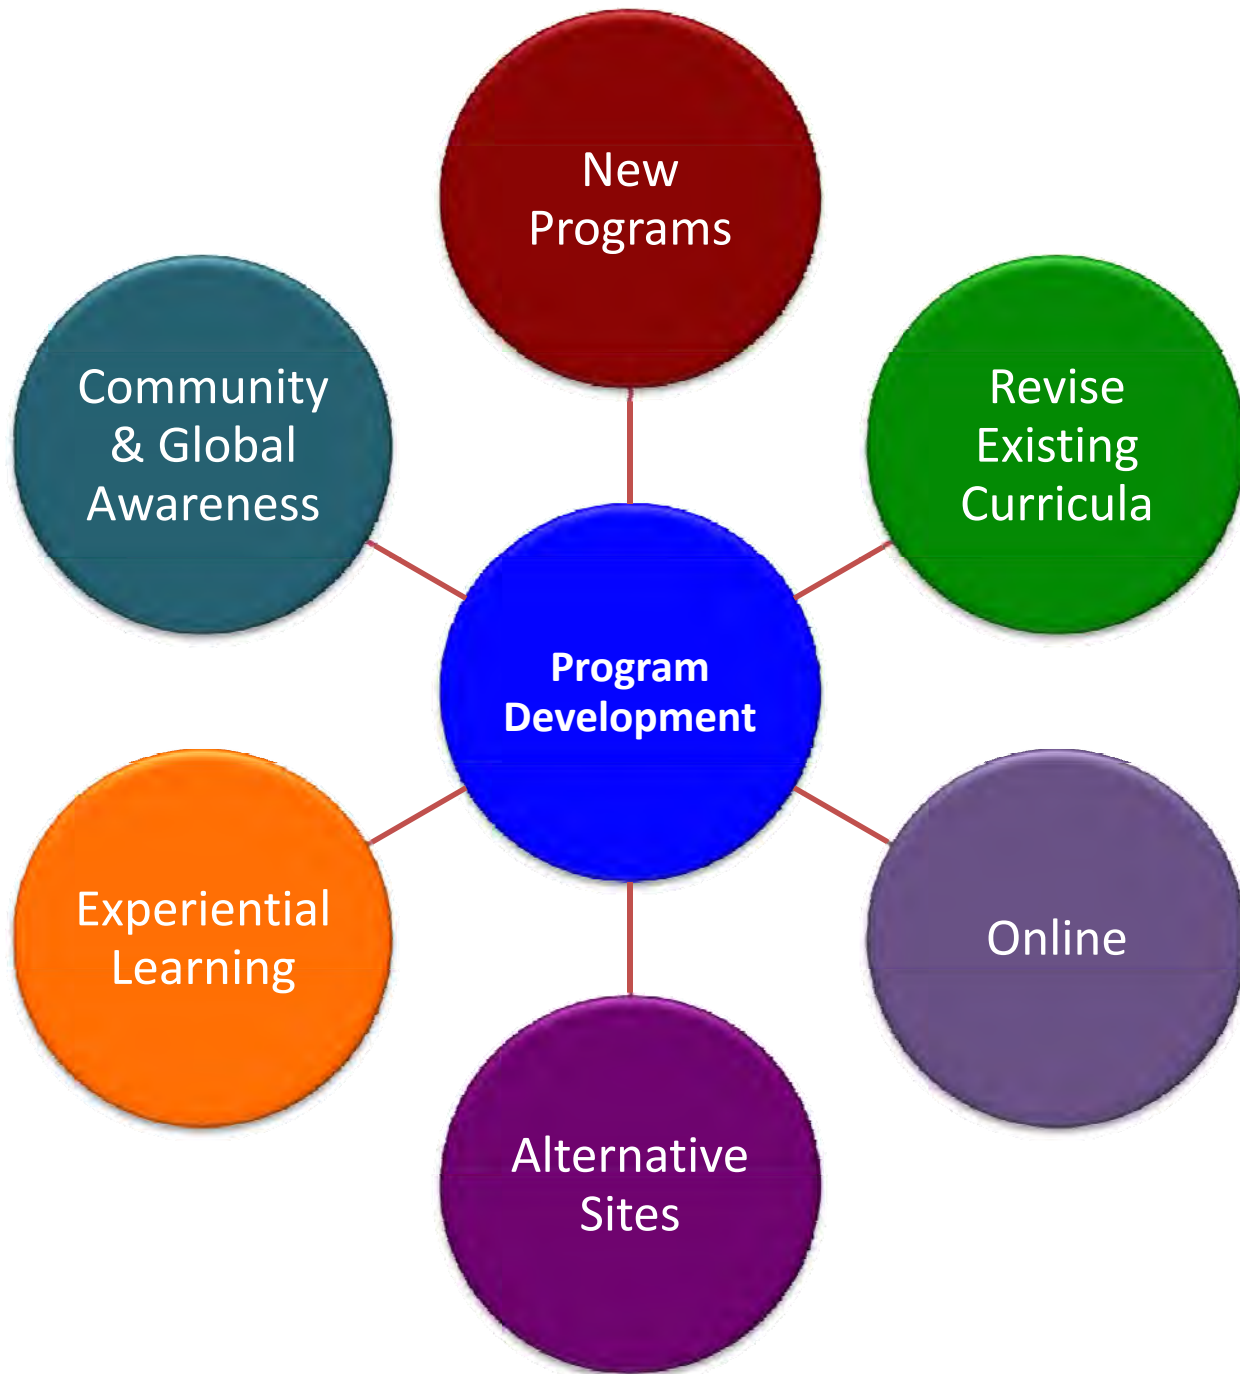 New
Programs
Community
& Global
Awareness
Revise
Existing
Curricula
Program
Development
Experiential
Learning
Online
Alternative
Sites